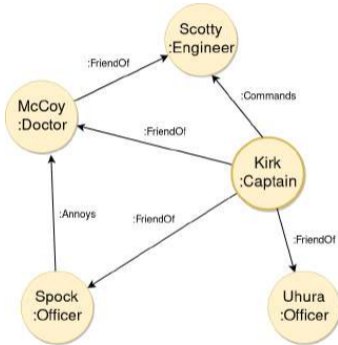 Scotty
:Engineer
:FriendOf
:Commands
McCoy
:Doctor
:FriendOf
Kirk
:Captain
:Annoys
:FriendOf
:FriendOf
Spock
:Officer
Uhura
:Officer